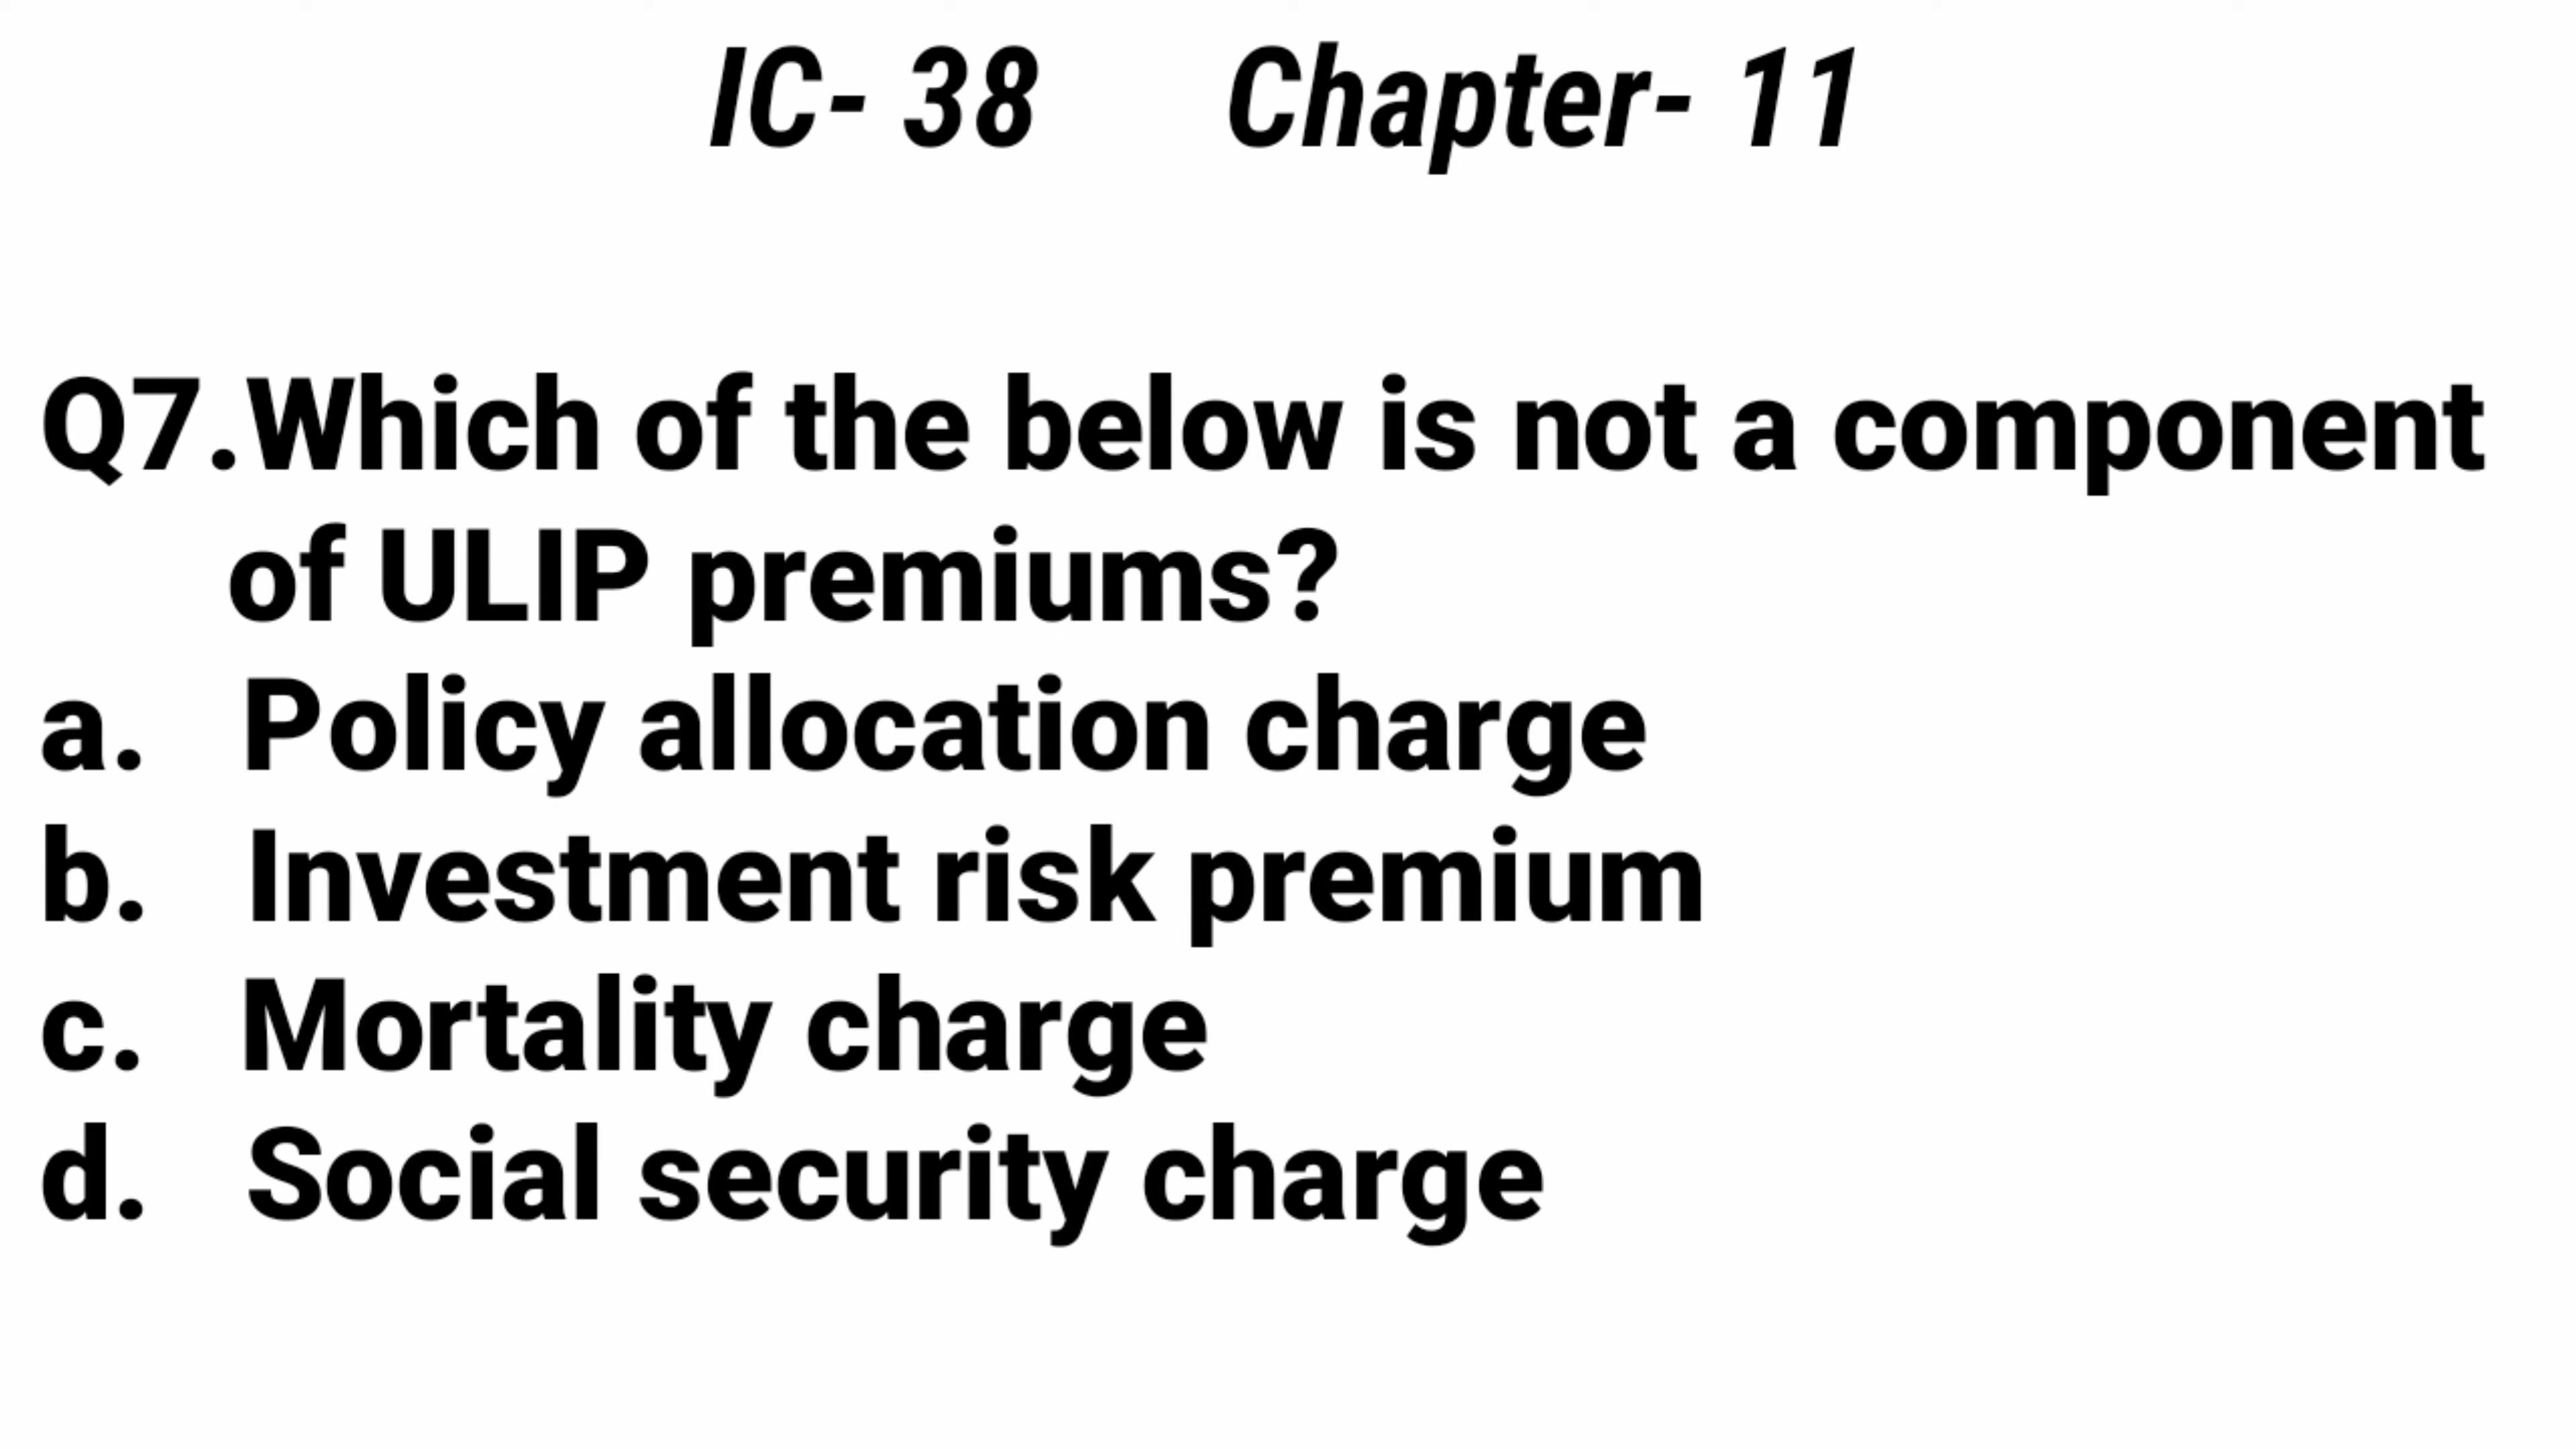 IC- 38 Chapter- 11
Q7.Which of the below is not a component
of ULIP premiums?
a. Policy allocation charge
b. Investment risk premium
c. Mortality charge
d. Social security charge